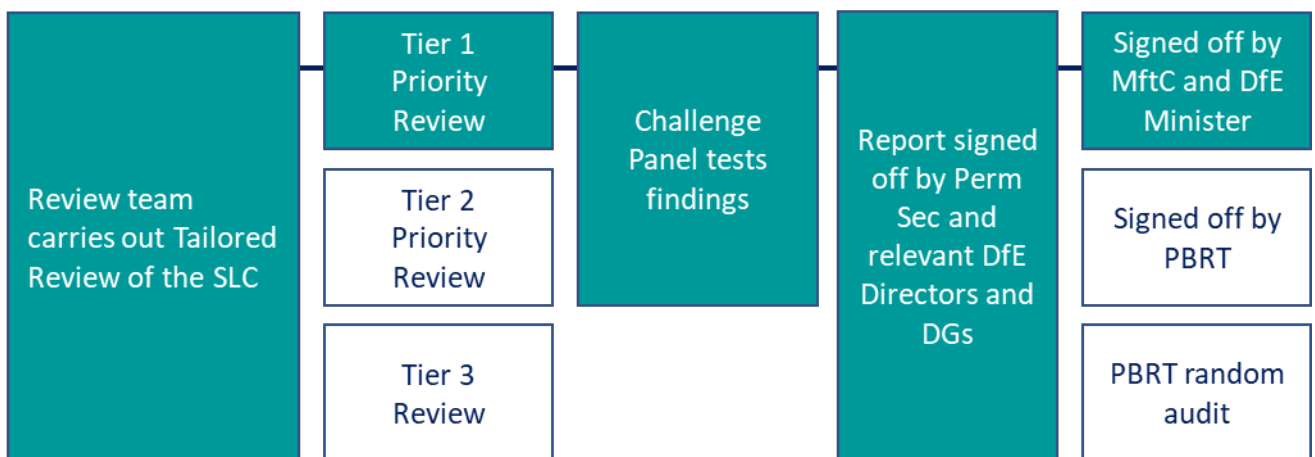 Review team
carries out Tailored
Review of the SLC
Tier 1
Priority
Review
Tier 2
Priority
Review
Tier 3
Review
Challenge
Panel tests
findings
Report signed
off by Perm
Sec and
relevant DfE
Directors and
DGs
Signed off by
MftC and DfE
Minister
Signed off by
PBRT
PBRT random
audit